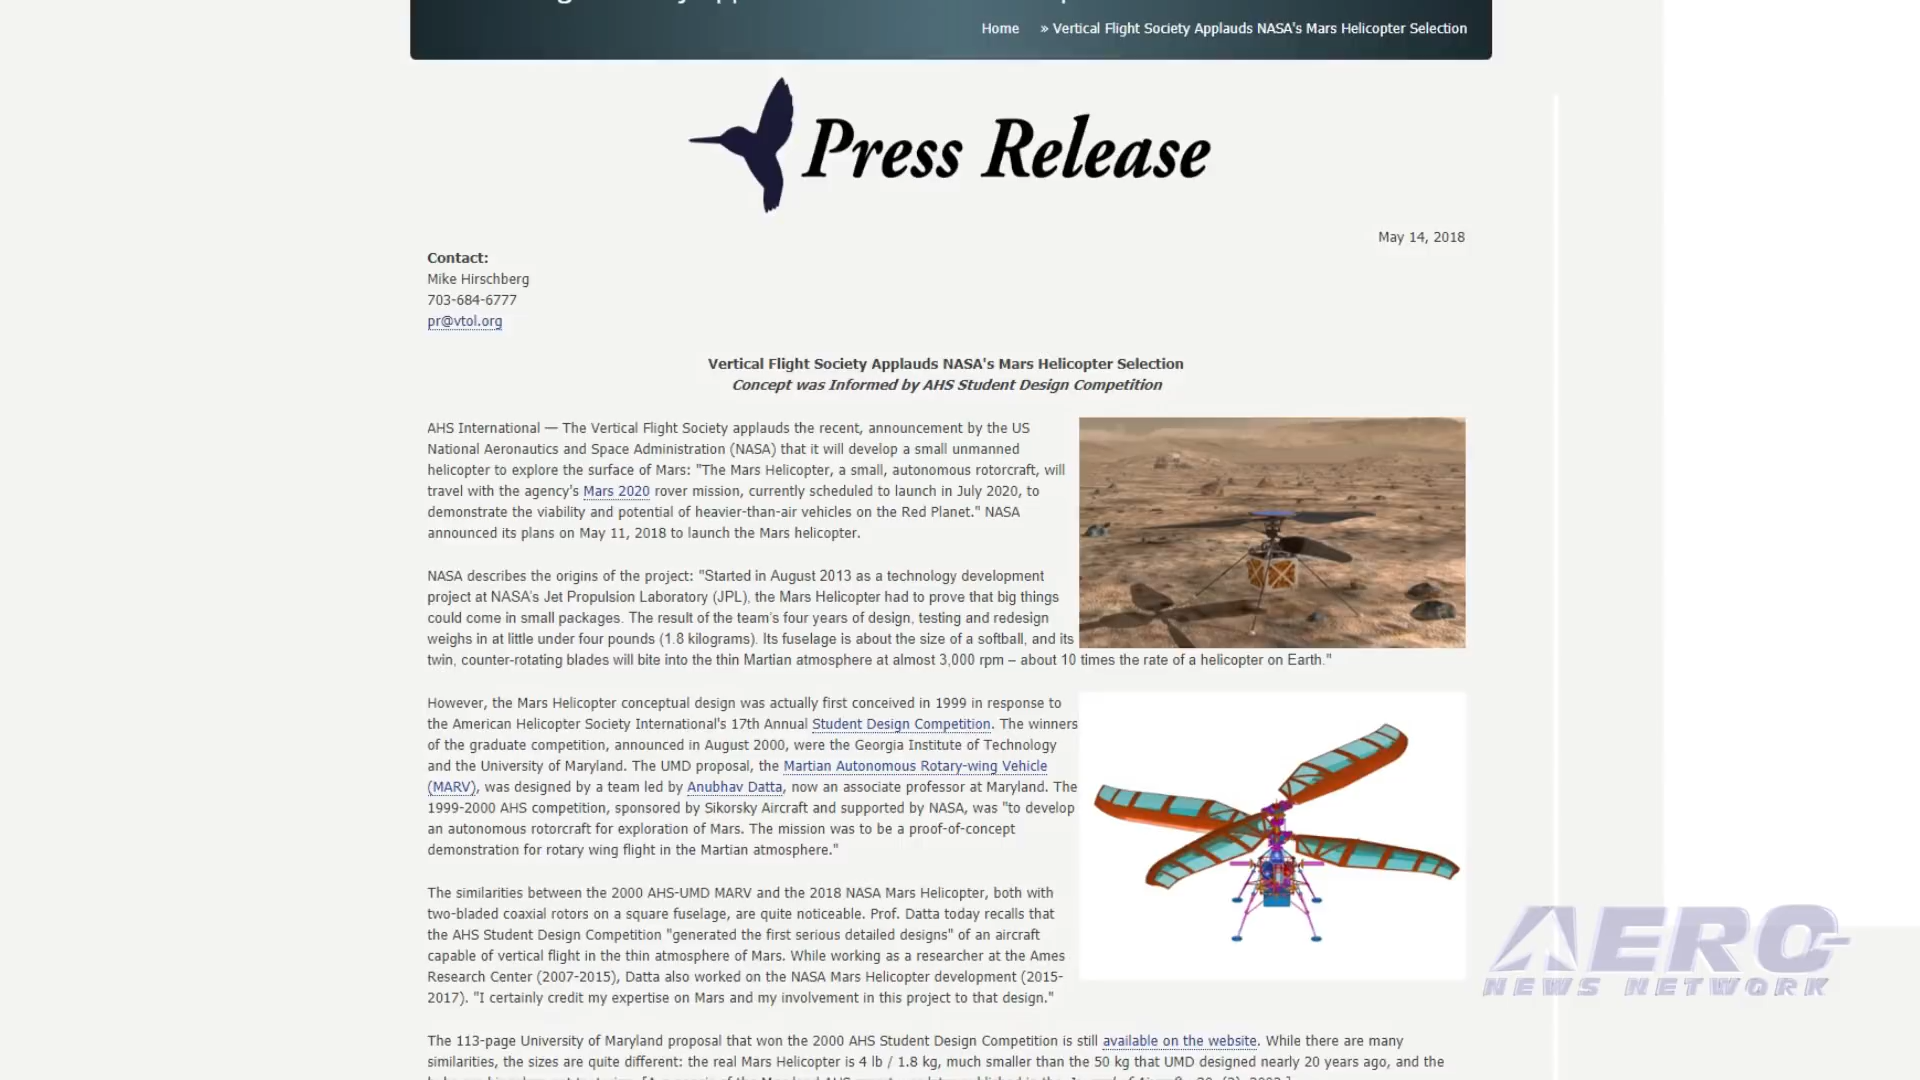 Home » Vertical Flight Society Applauds NASA's Mars Helicopter Selection
Press Release
May 14, 2018
Contact:
Mike Hirschberg
703-684-6777
pr@vtol.org
Vertical Flight Society Applauds NASA's Mars Helicopter Selection
Concept was Informed by AHS Student Design Competition
AHS International — The Vertical Flight Society applauds the recent, announcement by the US
National Aeronautics and Space Administration (NASA) that it will develop a small unmanned
helicopter to explore the surface of Mars: "The Mars Helicopter, a small, autonomous rotorcraft, will
travel with the agency's Mars 2020 rover mission, currently scheduled to launch in July 2020, to
demonstrate the viability and potential of heavier-than-air vehicles on the Red Planet." NASA
announced its plans on May 11, 2018 to launch the Mars helicopter.
NASA describes the origins of the project: "Started in August 2013 as a technology development
project at NASA's Jet Propulsion Laboratory (JPL), the Mars Helicopter had to prove that big things
could come in small packages. The result of the team's four years of design, testing and redesign
weighs in at little under four pounds (1.8 kilograms). Its fuselage is about the size of a softball, and its
twin, counter-rotating blades will bite into the thin Martian atmosphere at almost 3,000 rpm – about 10 times the rate of a helicopter on Earth."
However, the Mars Helicopter conceptual design was actually first conceived in 1999 in response to
the American Helicopter Society International's 17th Annual Student Design Competition. The winners
of the graduate competition, announced in August 2000, were the Georgia Institute of Technology
and the University of Maryland. The UMD proposal, the Martian Autonomous Rotary-wing Vehicle
(MARV), was designed by a team led by Anubhav Datta, now an associate professor at Maryland. The
1999-2000 AHS competition, sponsored by Sikorsky Aircraft and supported by NASA, was "to develop
an autonomous rotorcraft for exploration of Mars. The mission was to be a proof-of-concept
demonstration for rotary wing flight in the Martian atmosphere."
The similarities between the 2000 AHS-UMD MARV and the 2018 NASA Mars Helicopter, both with
two-bladed coaxial rotors on a square fuselage, are quite noticeable. Prof. Datta today recalls that
the AHS Student Design Competition "generated the first serious detailed designs" of an aircraft
capable of vertical flight in the thin atmosphere of Mars. While working as a researcher at the Ames
Research Center (2007-2015), Datta also worked on the NASA Mars Helicopter development (2015-
2017). "I certainly credit my expertise on Mars and my involvement in this project to that design."
The 113-page University of Maryland proposal that won the 2000 AHS Student Design Competition is still available on the website. While there are many
similarities, the sizes are quite different: the real Mars Helicopter is 4 lb / 1.8 kg, much smaller than the 50 kg that UMD designed nearly 20 years ago, and the
AERO
NEWS NETWORK